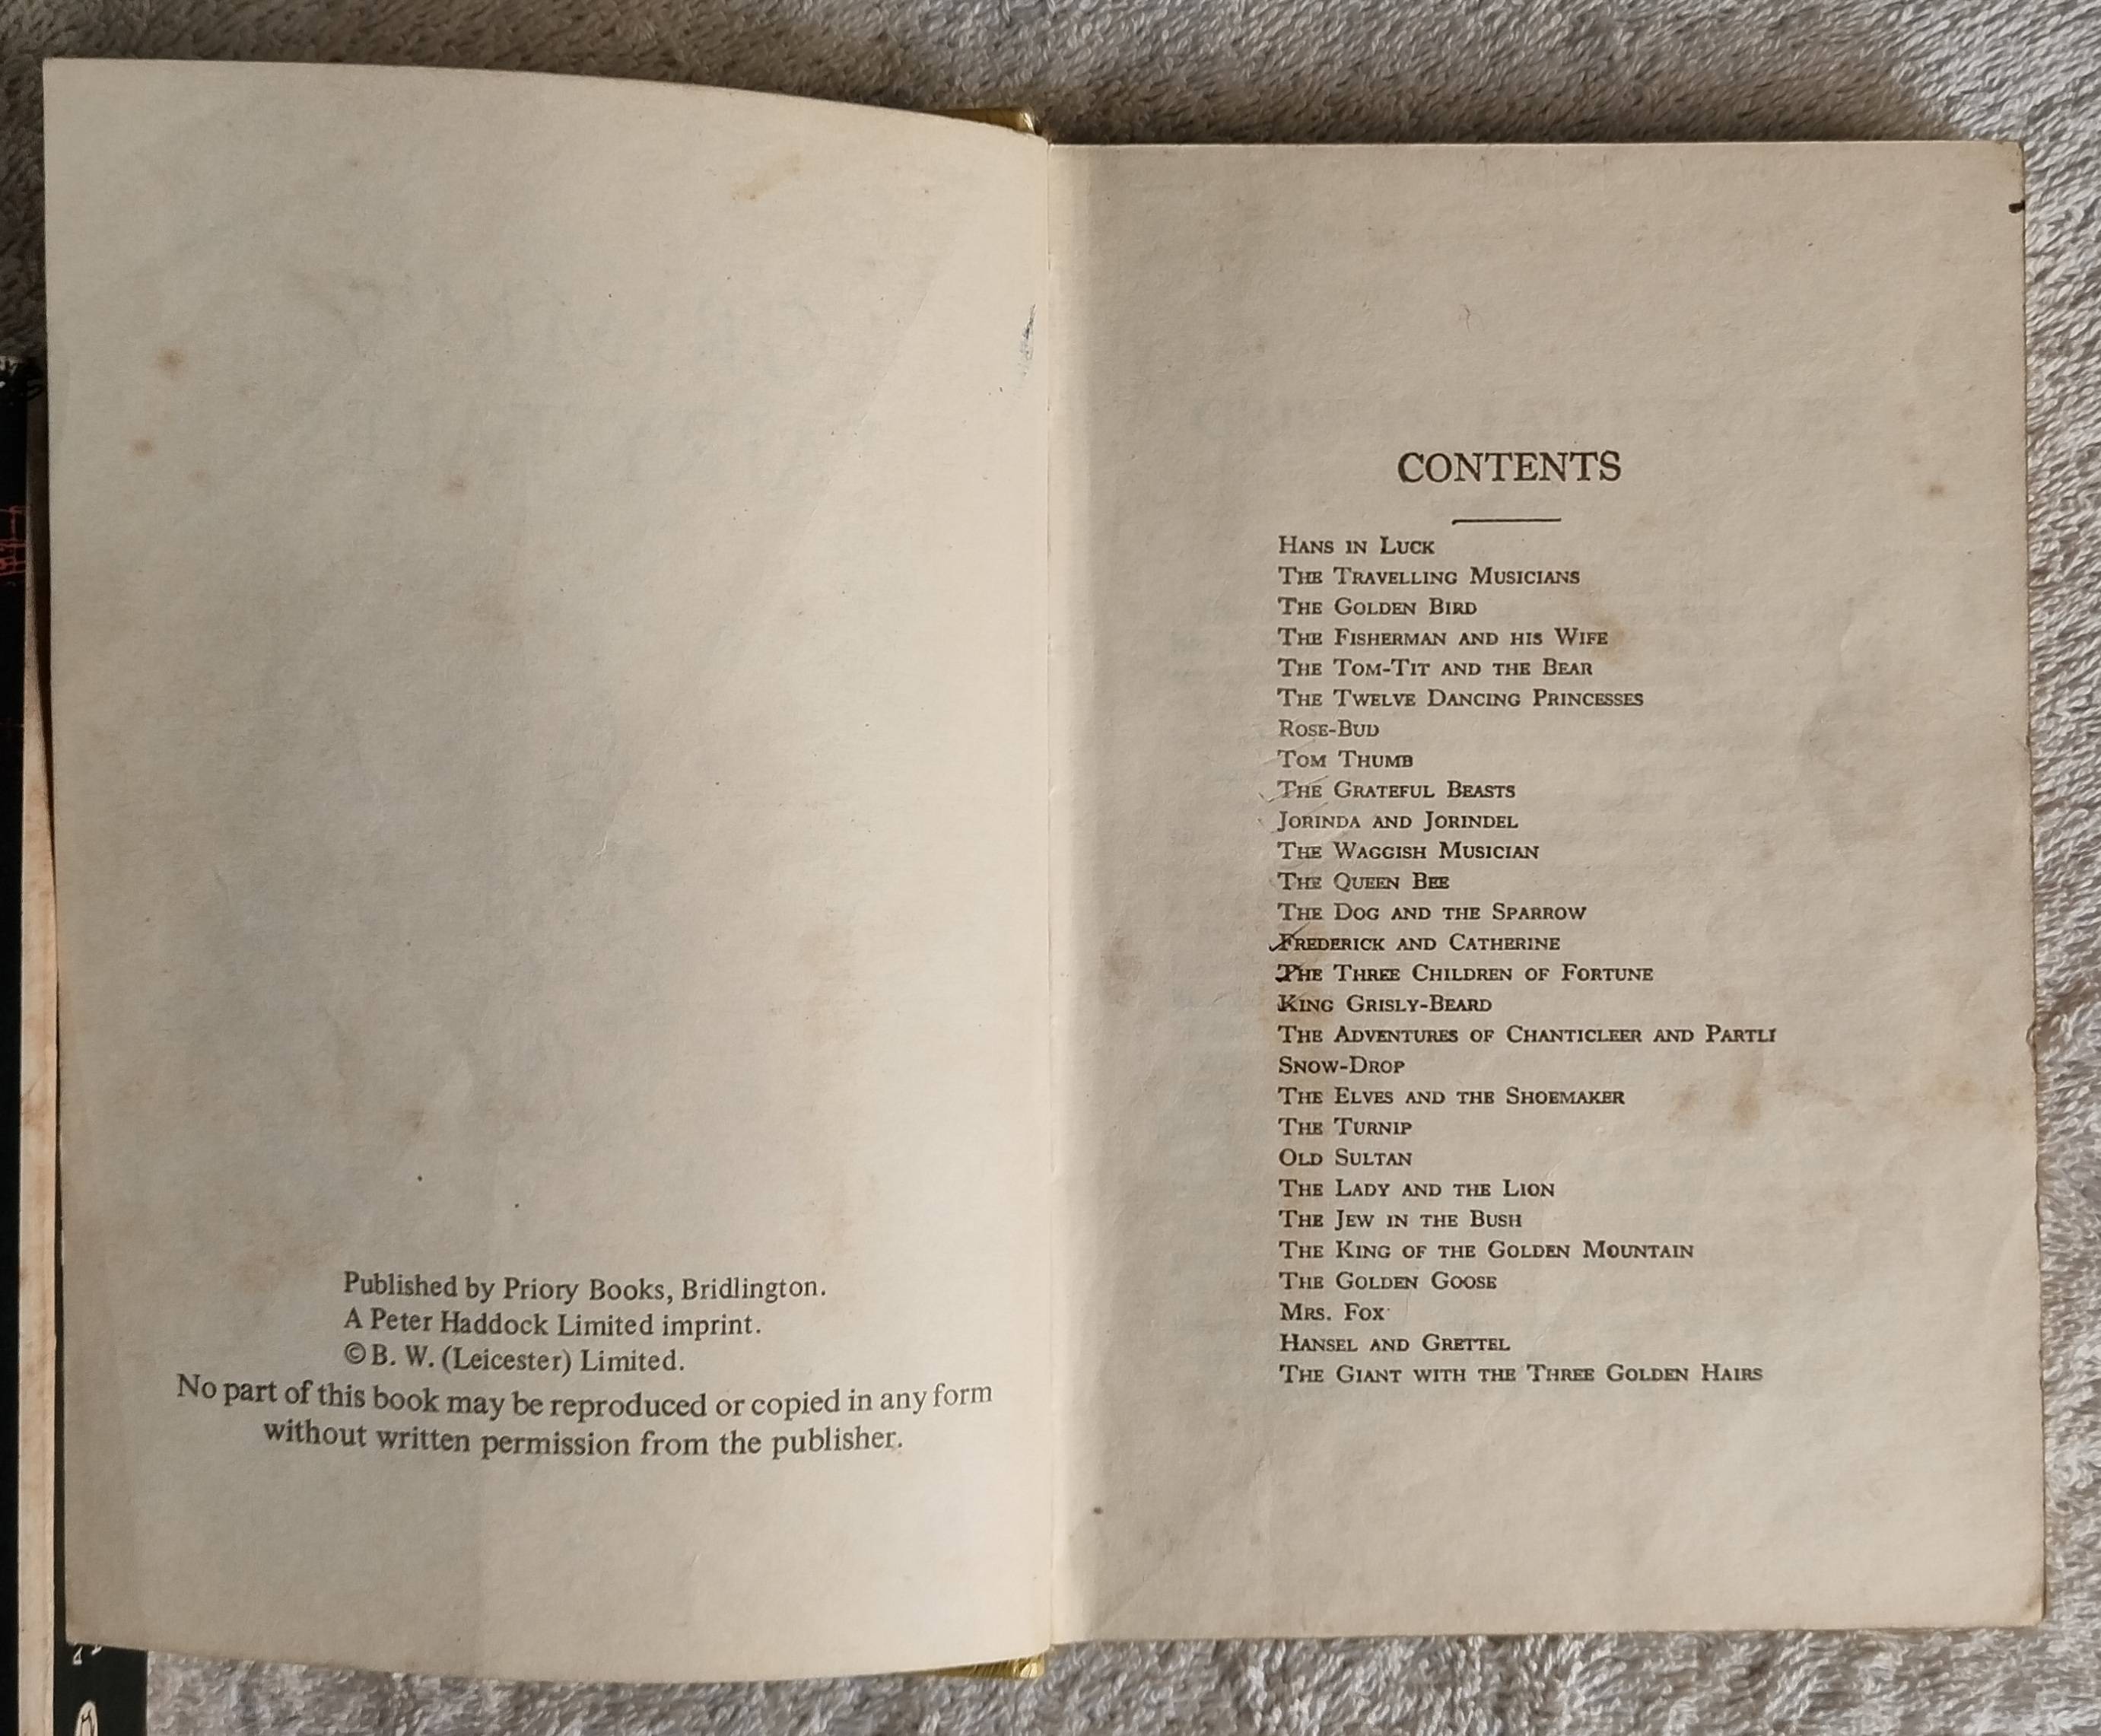 Published by Priory Books, Bridlington.
A Peter Haddock Limited imprint.
© B. W. (Leicester) Limited.
No part of this book may be reproduced or copied in any form
without written permission from the publisher.
CONTENTS
HANS IN LUCK
THE TRAVELLING MUSICIANS
THE GOLDEN BIRD
THE FISHERMAN AND HIS WIFE
THE TOM-TIT AND THE BEAR
THE TWELVE DANCING PRINCESSES
ROSE-BUD
TOM THUMB
THE GRATEFUL BEASTS
JORINDA AND JORINDEL
THE WAGGISH MUSICIAN
THE QUEEN BEE
THE DOG AND THE SPARROW
FREDERICK AND CATHERINE
THE THREE CHILDREN OF FORTUNE
KING GRISLY-BEARD
THE ADVENTURES OF CHANTICLEER AND
SNOW-DROP
THE ELVES AND THE SHOEMAKER
THE TURNIP
OLD SULTAN
THE LADY AND THE LION
THE JEW IN THE BUSH
THE KING OF THE GOLDEN MOUNTAIN
THE GOLDEN GOOSE
MRS. FOX
HANSEL AND GRETTEL
THE GIANT WITH THE THREE GOLDEN HAIRS